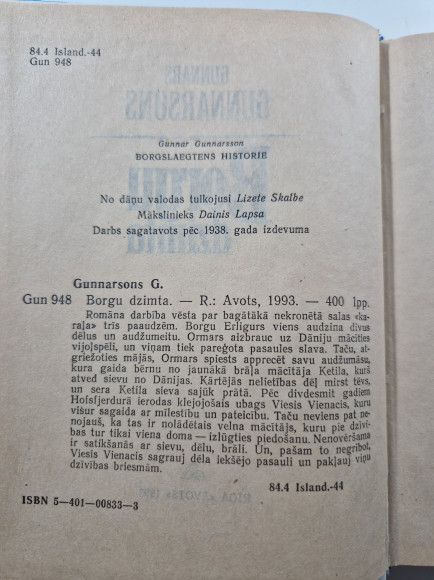 84.4 Island.-44
Gun 948
Gunnar Gunnarsson
BORGSLAEGTENS HISTORIE
No dāņu valodas tulkojusi Lizete Skalbe
Mākslinieks Dainis Lapsa
Darbs sagatavots pēc 1938. gada izdevuma
Gunnarsons G.
Gun 948 Borgu dzimta. — R.: Avots, 1993. — 400 lpp.
Romāna darbība vēsta par bagātākā nekronētā salas «ka-
raļa» trīs paaudzēm. Borgu Erligurs viens audzina divus
dēlus un audžumeitu. Ormars aizbrauc uz Dāniju mācīties
vijoļspēli, un viņam tiek pareģota pasaules slava. Taču, at-
griežoties mājās, Ormars spiests apprecēt savu audžumāsu,
kura gaida bērnu no jaunākā brāļa mācītāja Ketila, kurš
atved sievu no Dānijas. Kārtējās nelietības dēļ mirst tēvs,
un sera Ketila sieva sajūk prātā. Pēc divdesmit gadiem
Hofsfjerdurā ierodas klejojošais ubags Viesis Vienacis, kuru
visur sagaida ar mīlestību un pateicību. Taču neviens pat ne-
nojauš, ka tas ir nolādētais velna mācītājs, kuru pie dzīvī-
bas tur tikai viena doma — izlūgties piedošanu. Nenovēršama
ir satikšanās ar sievu, dēlu, brāli. Un, pašam to negribot,
Viesis Vienacis sagrauj dēla iekšējo pasauli un pakļauj viņu
dzīvības briesmām.
84.4 Island.-44
ISBN 5—401—00833—3